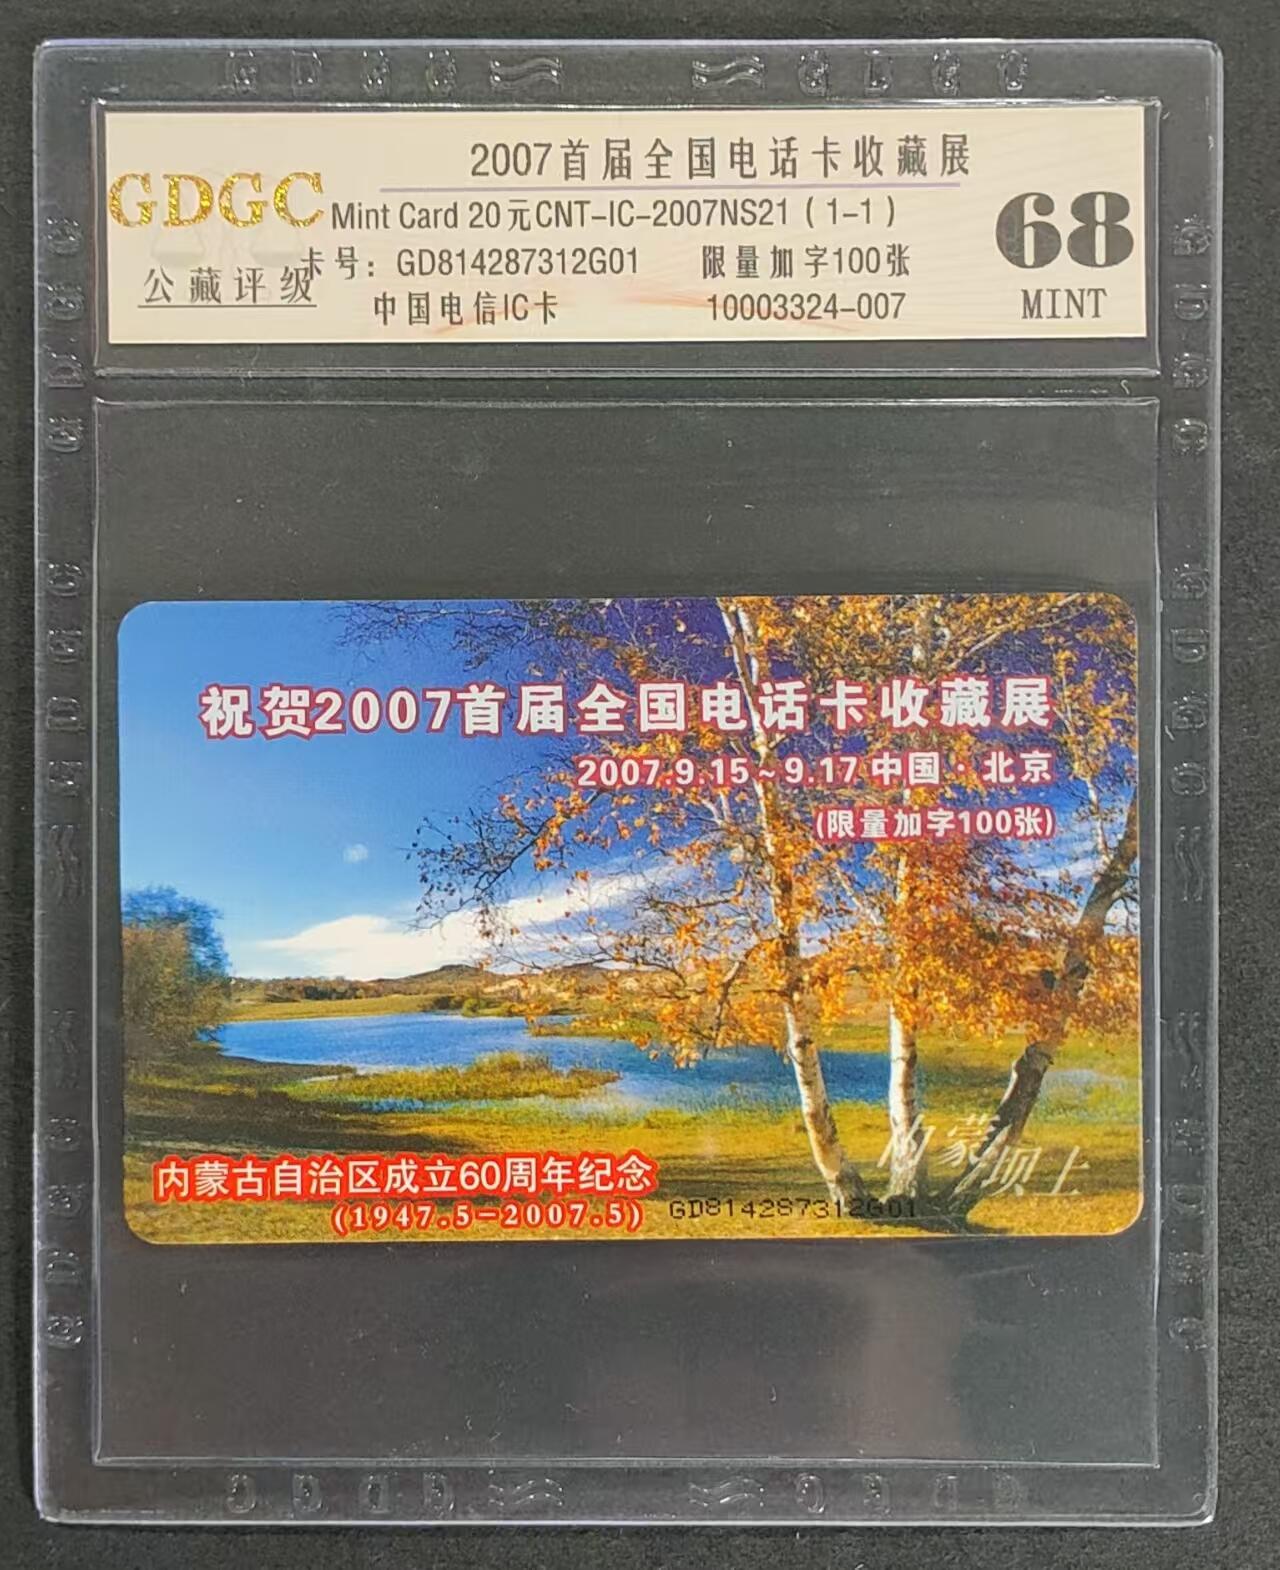 2007首届全国电话卡收藏展
GDGC
Mint Card 20元CNT-IC-2007NS21(1-1)
68
公藏评级
卡号：GD814287312G01
限量加字100张
中国电信IC卡
10003324-007
MINT
祝贺2007首届全国电话卡收藏展
2007.9.15~9.17 中国·北京
(限量加字100张)
内蒙坝上
内蒙古自治区成立60周年纪念
(1947.5-2007.5)
GD814287312G01